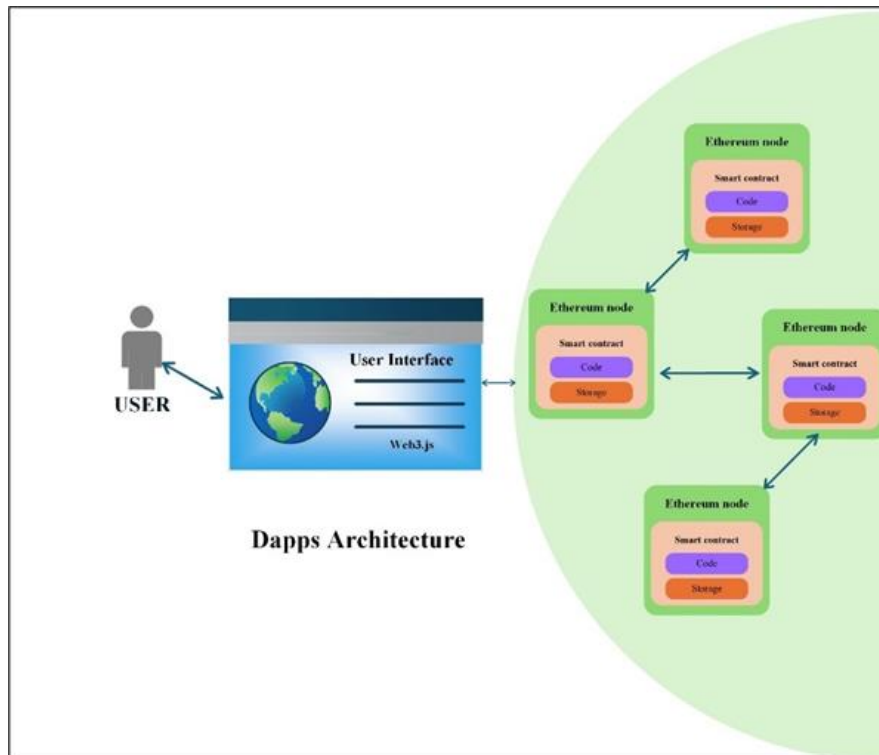 Ethereum node
Smart contract
Code
Storage
Ethereum node
Smart contract
Code
Storage
Ethereum node
Smart contract
Code
Storage
User Interface
Web3.js
USER
Dapps Architecture
Ethereum node
Smart contract
Code
Storage